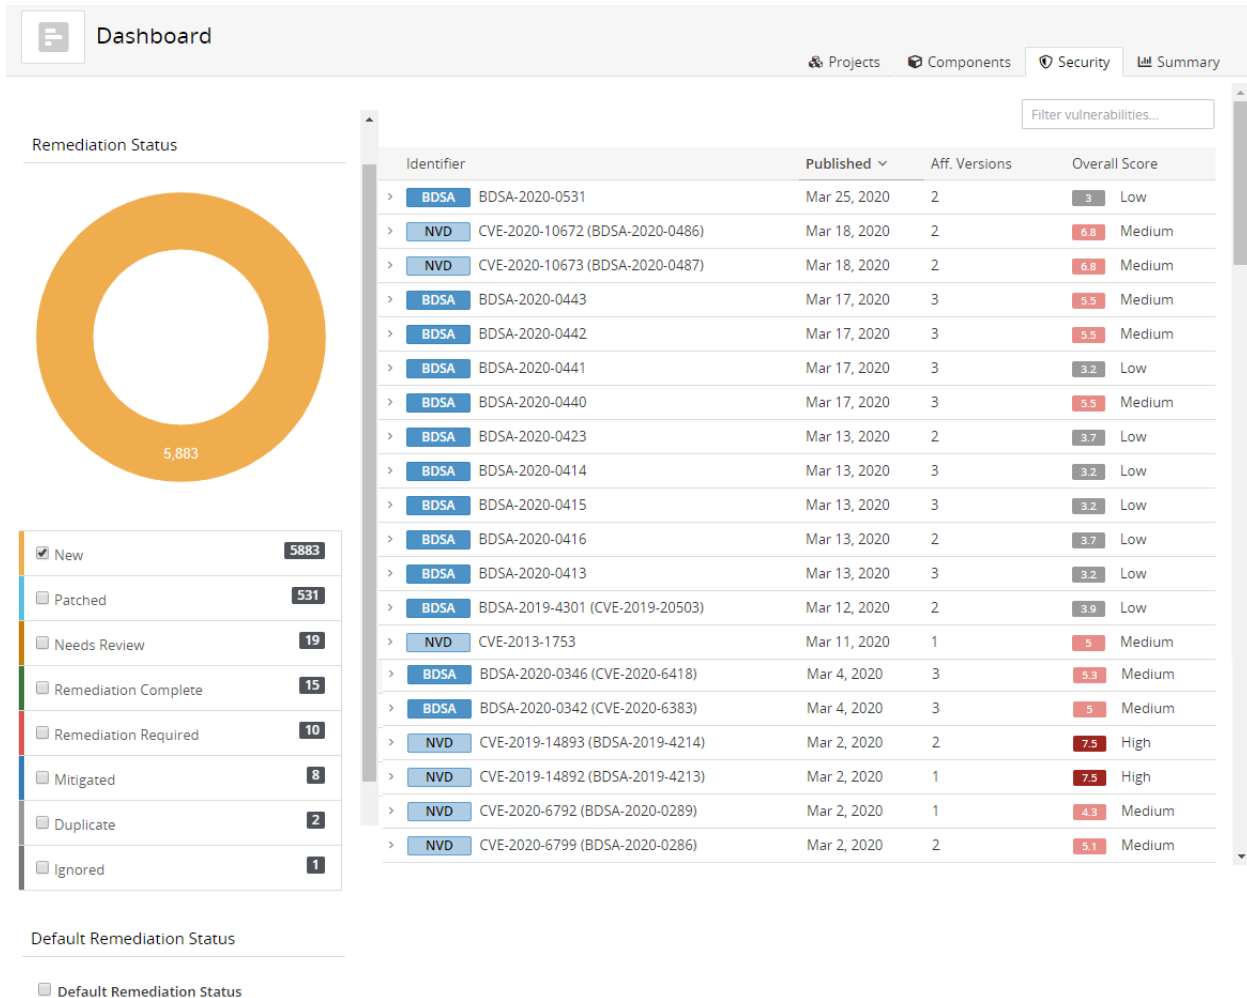 Dashboard
Projects Components Security Summary
Filter vulnerabilities...
Remediation Status
5,883
New 5883
Patched 531
Needs Review 19
Remediation Complete 15
Remediation Required 10
Mitigated 8
Duplicate 2
Ignored 1
Default Remediation Status
Default Remediation Status
Identifier Published Aff. Versions Overall Score
BDSA BDSA-2020-0531 Mar 25, 2020 2 3 Low
NVD CVE-2020-10672 (BDSA-2020-0486) Mar 18, 2020 2 6.8 Medium
NVD CVE-2020-10673 (BDSA-2020-0487) Mar 18, 2020 2 6.8 Medium
BDSA BDSA-2020-0443 Mar 17, 2020 3 5.5 Medium
BDSA BDSA-2020-0442 Mar 17, 2020 3 5.5 Medium
BDSA BDSA-2020-0441 Mar 17, 2020 3 3.2 Low
BDSA BDSA-2020-0440 Mar 17, 2020 3 5.5 Medium
BDSA BDSA-2020-0423 Mar 13, 2020 2 3.7 Low
BDSA BDSA-2020-0414 Mar 13, 2020 3 3.2 Low
BDSA BDSA-2020-0415 Mar 13, 2020 3 3.2 Low
BDSA BDSA-2020-0416 Mar 13, 2020 2 3.7 Low
BDSA BDSA-2020-0413 Mar 13, 2020 3 3.2 Low
BDSA BDSA-2019-4301 (CVE-2019-20503) Mar 12, 2020 2 3.9 Low
NVD CVE-2013-1753 Mar 11, 2020 1 5 Medium
BDSA BDSA-2020-0346 (CVE-2020-6418) Mar 4, 2020 3 5.3 Medium
BDSA BDSA-2020-0342 (CVE-2020-6383) Mar 4, 2020 3 5 Medium
NVD CVE-2019-14893 (BDSA-2019-4214) Mar 2, 2020 2 7.5 High
NVD CVE-2019-14892 (BDSA-2019-4213) Mar 2, 2020 1 7.5 High
NVD CVE-2020-6792 (BDSA-2020-0289) Mar 2, 2020 1 4.3 Medium
NVD CVE-2020-6799 (BDSA-2020-0286) Mar 2, 2020 2 5.1 Medium